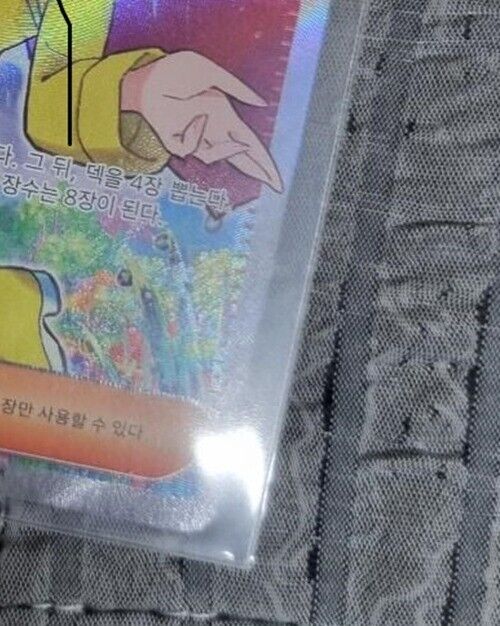 다. 그 뒤, 덱을 4장 뽑는다.
장수는 8장이 된다.
장만 사용할 수 있다